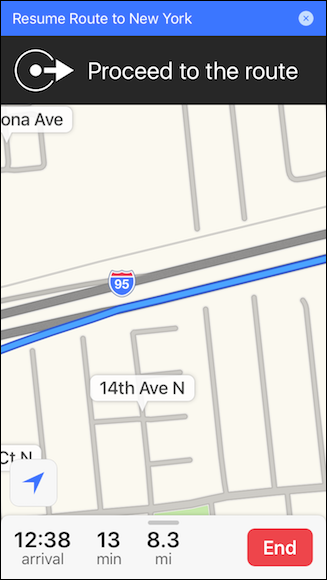 Resume Route to New York
Proceed to the route
ona Ave
95
14th Ave N
Ct N
12:38 13 8.3
arrival min mi
End